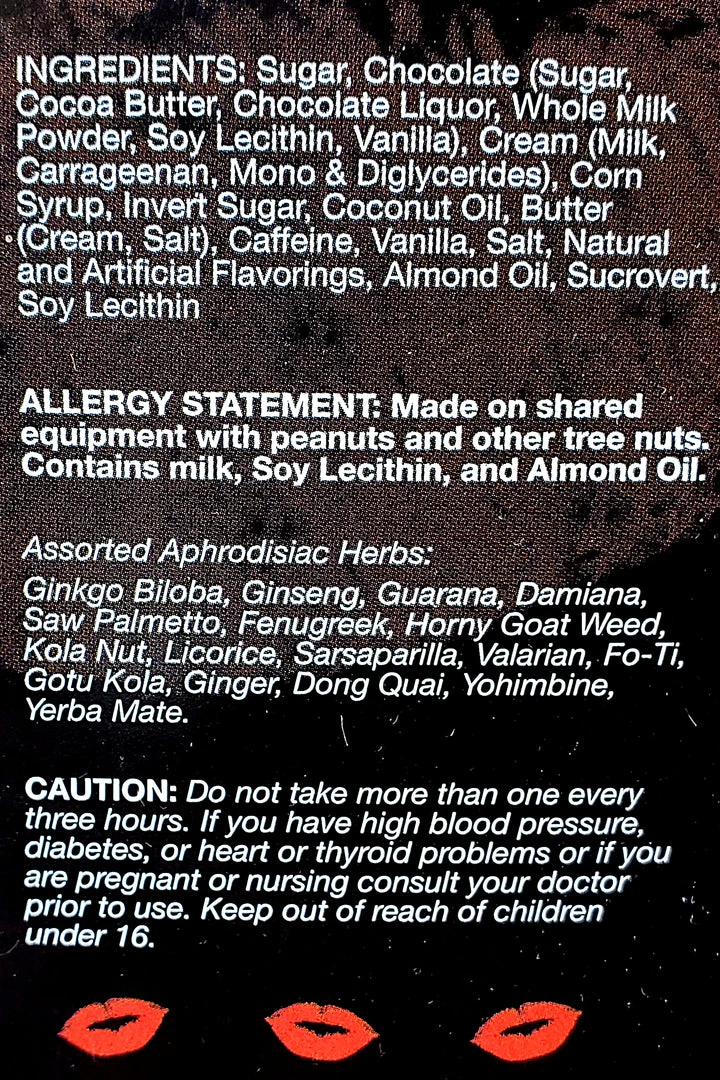 INGREDIENTS: Sugar, Chocolate (Sugar,
Cocoa Butter, Chocolate Liquor, Whole Milk
Powder, Soy Lecithin, Vanilla), Cream (Milk,
Carrageenan, Mono & Diglycerides), Corn
Syrup, Invert Sugar, Coconut Oil, Butter
(Cream, Salt), Caffeine, Vanilla, Salt, Natural
and Artificial Flavorings, Almond Oil, Sucrovert,
Soy Lecithin
ALLERGY STATEMENT: Made on shared
equipment with peanuts and other tree nuts.
Contains milk, Soy Lecithin, and Almond Oil.
Assorted Aphrodisiac Herbs:
Ginkgo Biloba, Ginseng, Guarana, Damiana,
Saw Palmetto, Fenugreek, Horny Goat Weed,
Kola Nut, Licorice, Sarsaparilla, Valarian, Fo-Ti,
Gotu Kola, Ginger, Dong Quai, Yohimbine,
Yerba Mate.
CAUTION: Do not take more than one every
three hours. If you have high blood pressure,
diabetes, or heart or thyroid problems or if you
are pregnant or nursing consult your doctor
prior to use. Keep out of reach of children
under 16.